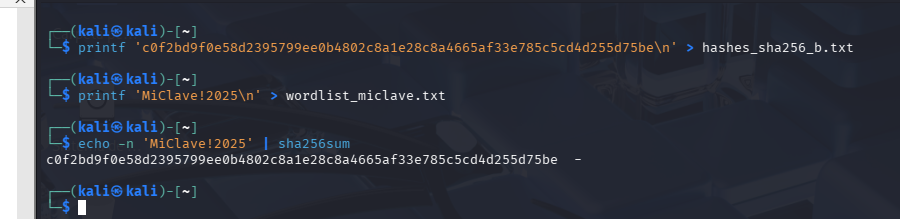 ┌──(kali㉿kali)-[~]
└─$ printf 'c0f2bd9f0e58d2395799ee0b4802c8a1e28c8a4665af33e785c5cd4d255d75be\n' > hashes_sha256_b.txt
┌──(kali㉿kali)-[~]
└─$ printf 'MiClave!2025\n' > wordlist_miclave.txt
┌──(kali㉿kali)-[~]
└─$ echo -n 'MiClave!2025' | sha256sum
c0f2bd9f0e58d2395799ee0b4802c8a1e28c8a4665af33e785c5cd4d255d75be  -
┌──(kali㉿kali)-[~]
└─$